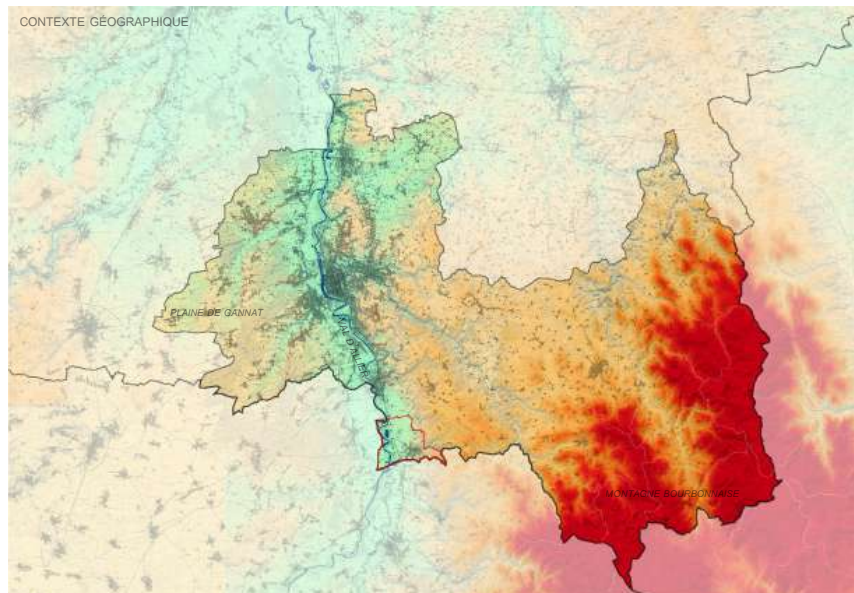 CONTEXTE GÉOGRAPHIQUE
PLAINE DE GANNAT
VAL D'ALLIER
MONTAGNE BOURBONNAISE